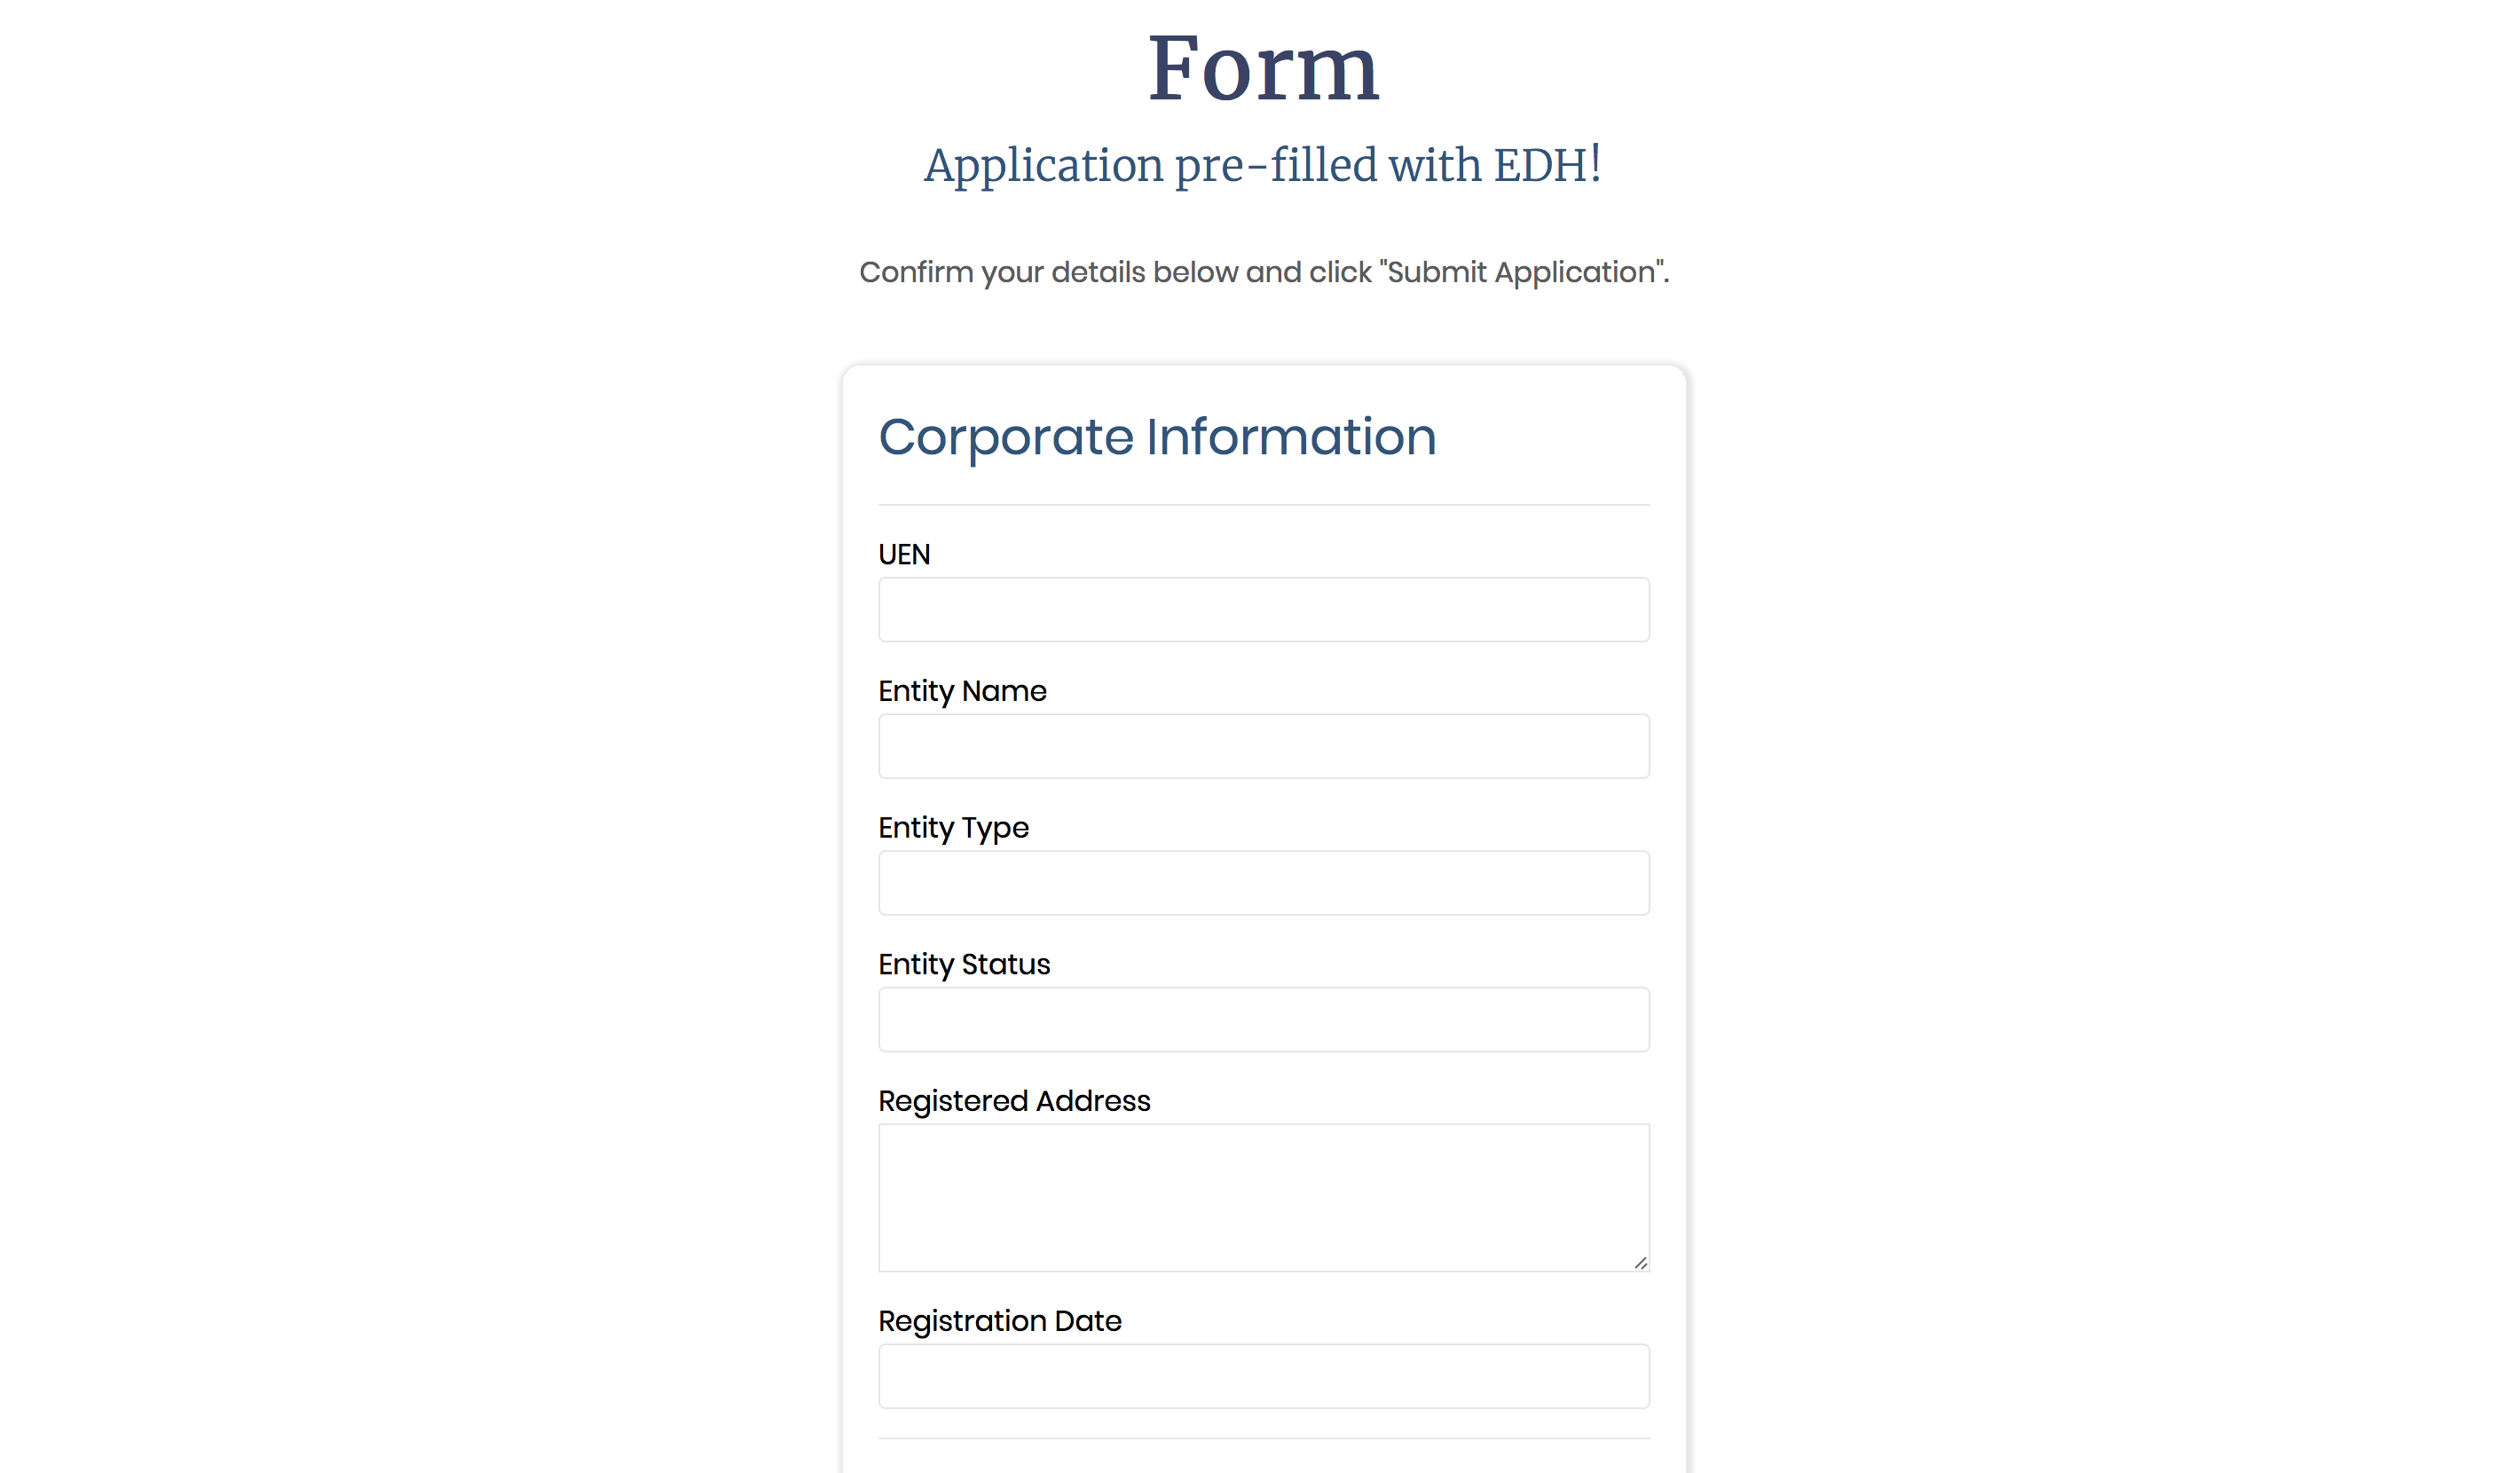 Form
Application pre-filled with EDH!
Confirm your details below and click "Submit Application".
Corporate Information
UEN
Entity Name
Entity Type
Entity Status
Registered Address
Registration Date